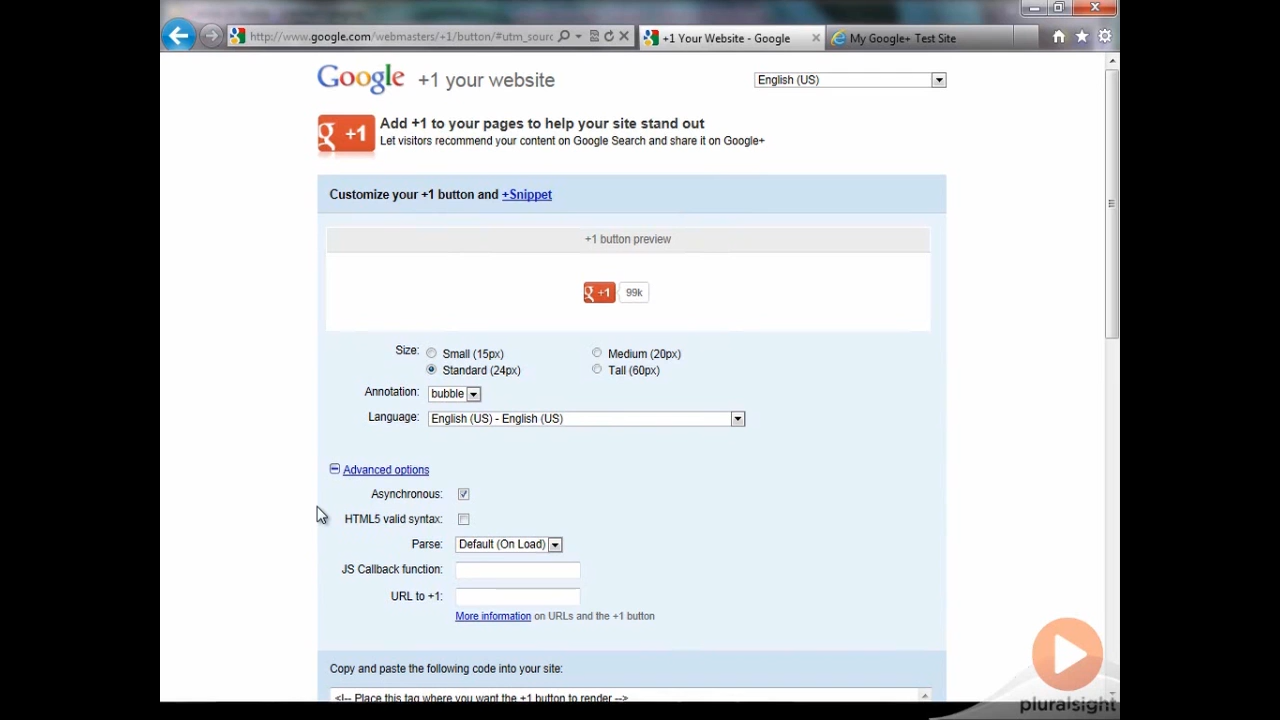 http://www.google.com/webmasters/+1/button/#utm_sourc
+1 Your Website - Google
My Google+ Test Site
Google +1 your website
English (US)
g +1
Add +1 to your pages to help your site stand out
Let visitors recommend your content on Google Search and share it on Google+
Customize your +1 button and +Snippet
+1 button preview
g +1 99k
Size: Small (15px) Medium (20px)
Standard (24px) Tall (60px)
Annotation: bubble
Language: English (US) - English (US)
Advanced options
Asynchronous:
HTML5 valid syntax:
Parse: Default (On Load)
JS Callback function:
URL to +1:
More information on URLs and the +1 button
Copy and paste the following code into your site:
<!-- Place this tag where you want the +1 button to render -->
pluralsight